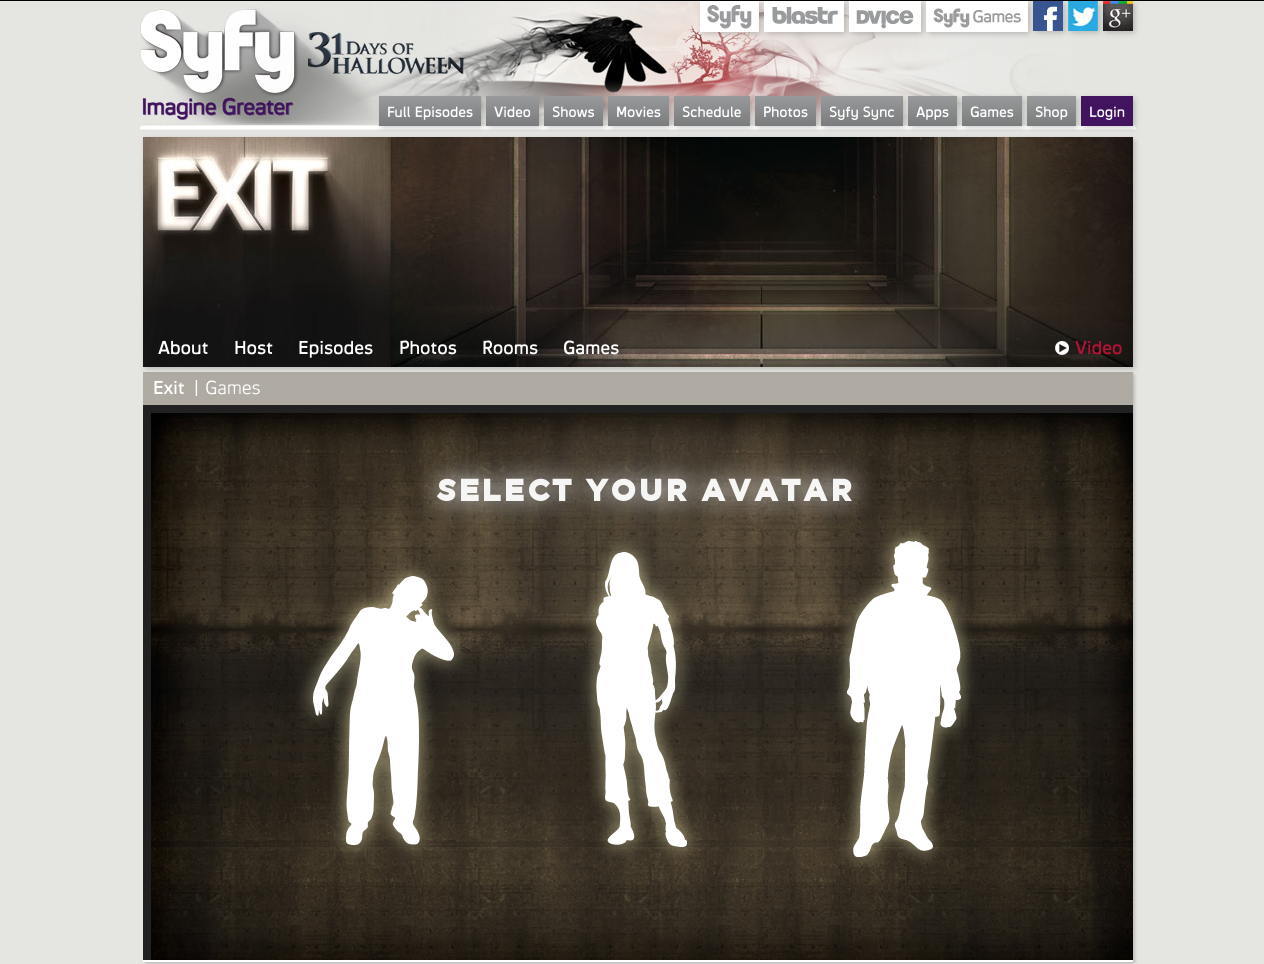 Syfy
Imagine Greater
31 DAYS OF
HALLOWEEN
Syfy blastr DVICE Syfy Games f g+
Full Episodes Video Shows Movies Schedule Photos Syfy Sync Apps Games Shop Login
EXIT
About Host Episodes Photos Rooms Games Video
Exit | Games
SELECT YOUR AVATAR